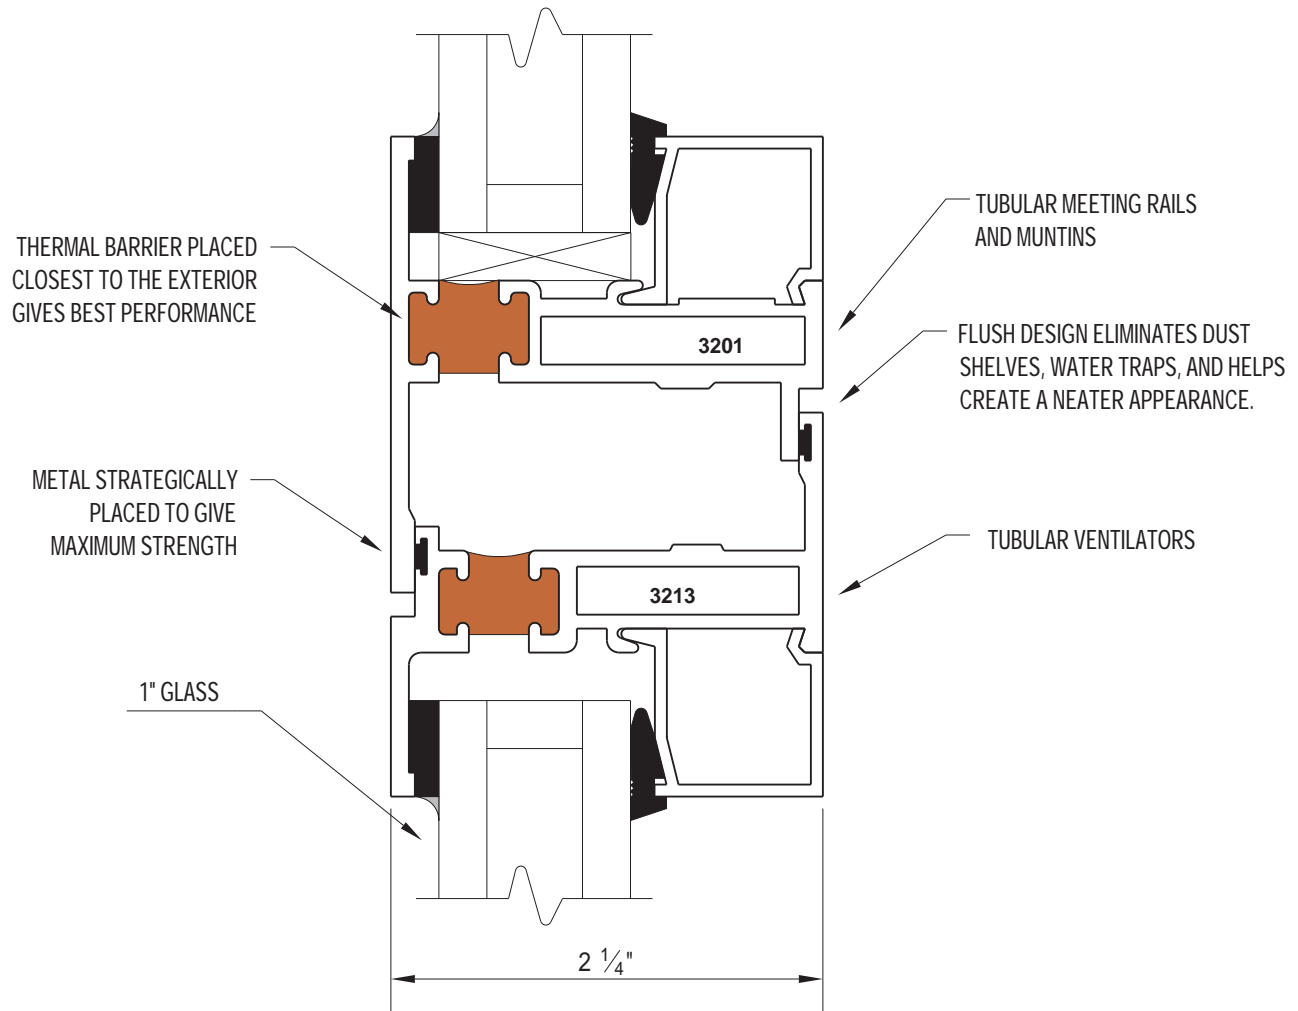 THERMAL BARRIER PLACED
CLOSEST TO THE EXTERIOR
GIVES BEST PERFORMANCE
TUBULAR MEETING RAILS
AND MUNTINS
3201
FLUSH DESIGN ELIMINATES DUST
SHELVES, WATER TRAPS, AND HELPS
CREATE A NEATER APPEARANCE.
METAL STRATEGICALLY
PLACED TO GIVE
MAXIMUM STRENGTH
TUBULAR VENTILATORS
3213
1" GLASS
2 1/4"